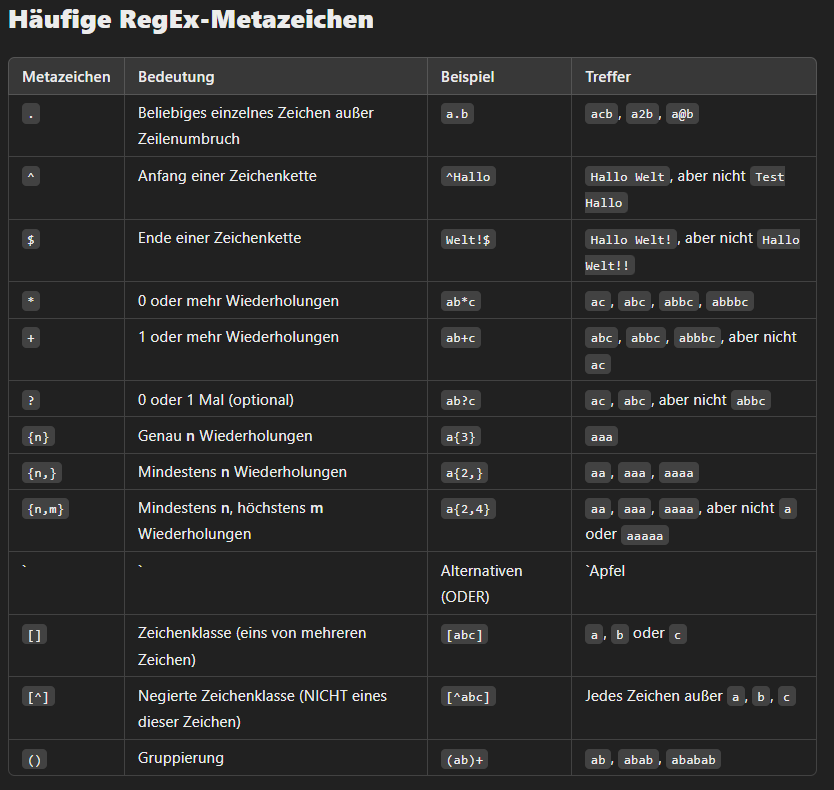 Häufige RegEx-Metazeichen
Metazeichen Bedeutung Beispiel Treffer
. Beliebiges einzelnes Zeichen außer Zeilenumbruch a.b acb, a2b, a@b
^ Anfang einer Zeichenkette ^Hallo Hallo Welt, aber nicht Test Hallo
$ Ende einer Zeichenkette Welt!$ Hallo Welt!, aber nicht Hallo Welt!!
* 0 oder mehr Wiederholungen ab*c ac, abc, abbc, abbbc
+ 1 oder mehr Wiederholungen ab+c abc, abbc, abbbc, aber nicht ac
? 0 oder 1 Mal (optional) ab?c ac, abc, aber nicht abbc
{n} Genau n Wiederholungen a{3} aaa
{n,} Mindestens n Wiederholungen a{2,} aa, aaa, aaaa
{n,m} Mindestens n, höchstens m Wiederholungen a{2,4} aa, aaa, aaaa, aber nicht a oder aaaaa
` ` Alternativen (ODER) `Apfel
[] Zeichenklasse (eins von mehreren Zeichen) [abc] a, b oder c
[^] Negierte Zeichenklasse (NICHT eines dieser Zeichen) [^abc] Jedes Zeichen außer a, b, c
() Gruppierung (ab)+ ab, abab, ababab